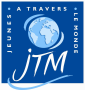 JEUNES • A TRAVERS • LE MONDE
JTM